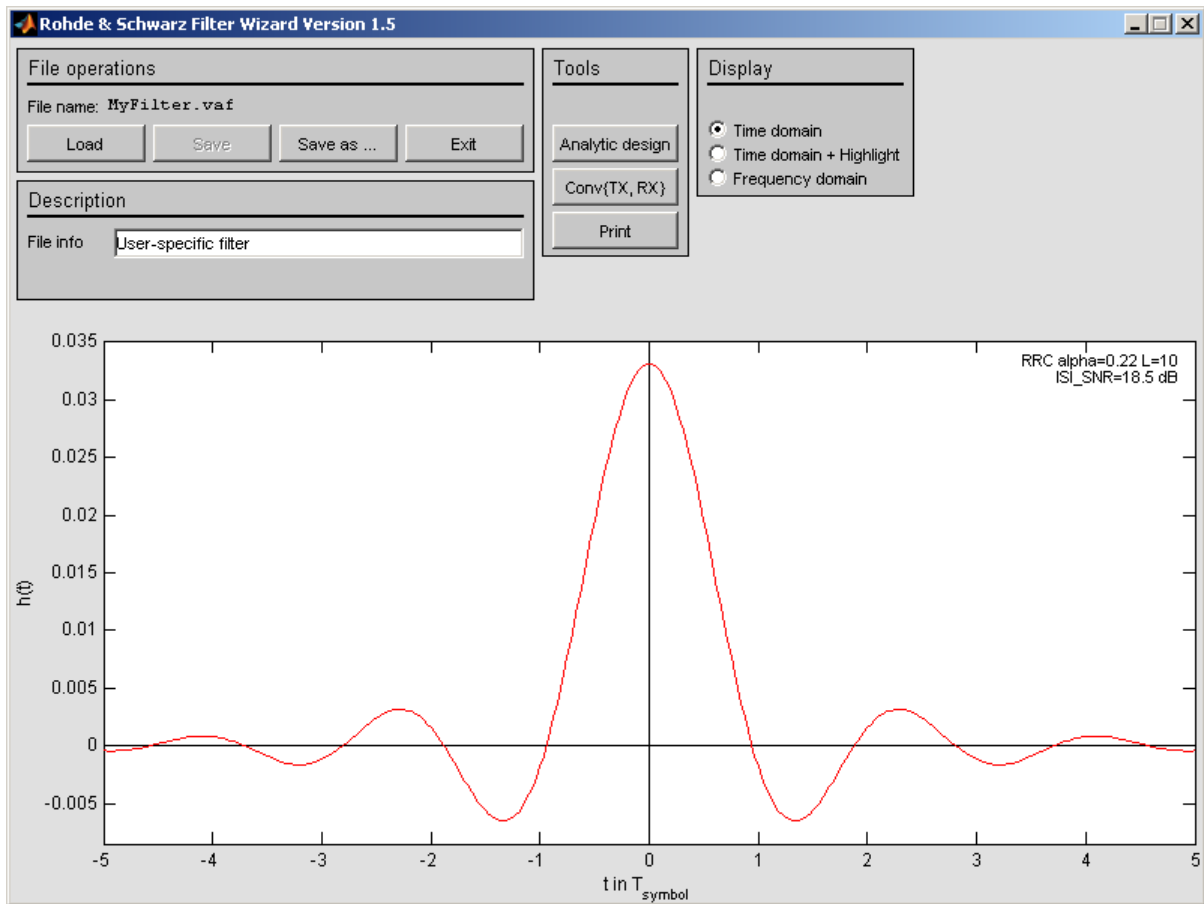 Rohde & Schwarz Filter Wizard Version 1.5
File operations
File name: MyFilter.vaf
Load
Save
Save as ...
Exit
Description
File info
User-specific filter
Tools
Analytic design
Conv{TX, RX}
Print
Display
Time domain
Time domain + Highlight
Frequency domain
RRC alpha=0.22 L=10
ISI_SNR=18.5 dB
0.035
0.03
0.025
0.02
0.015
0.01
0.005
0
-0.005
h(t)
-5 -4 -3 -2 -1 0 1 2 3 4 5
t in T_symbol